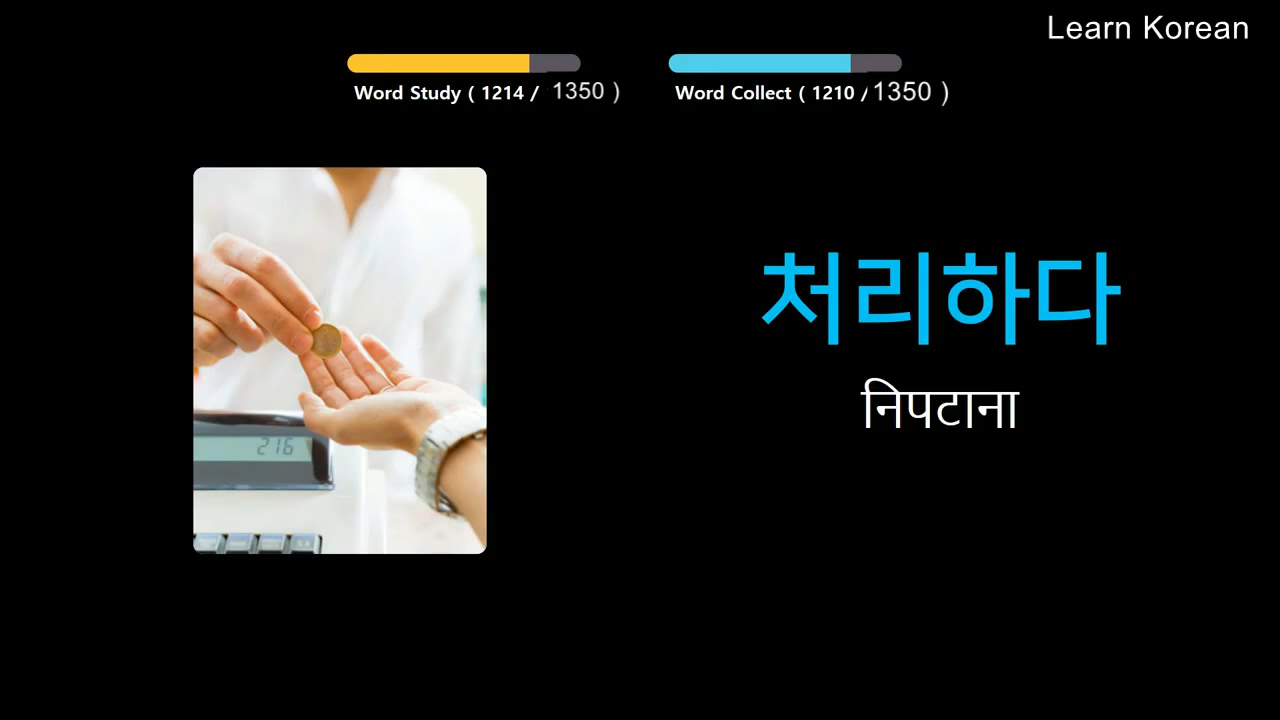 Learn Korean
Word Study ( 1214 / 1350 )
Word Collect ( 1210 / 1350 )
처리하다
निपटाना
216